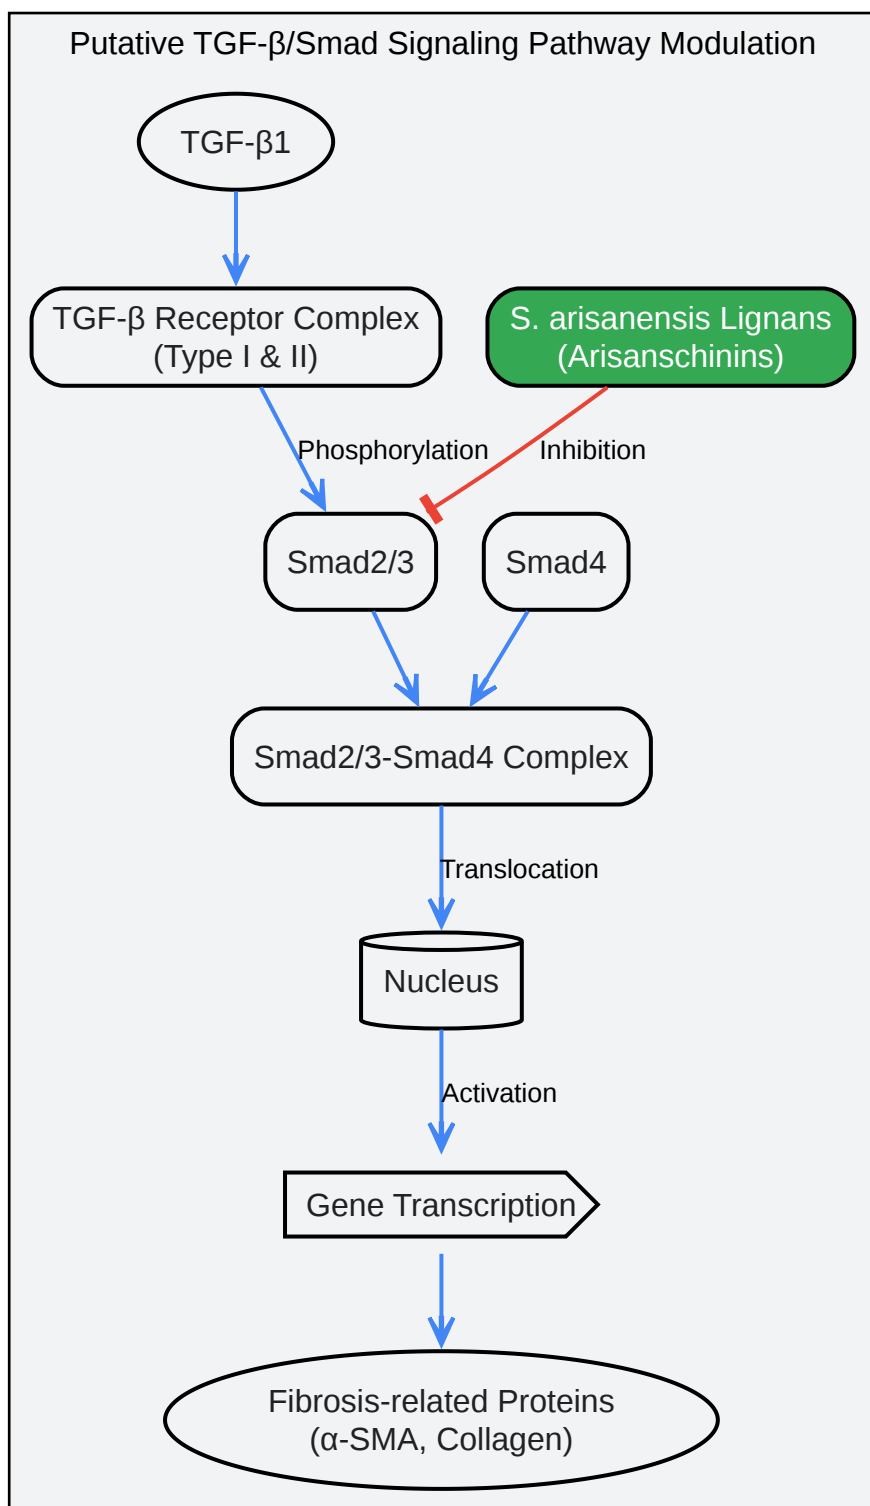 Putative TGF-β/Smad Signaling Pathway Modulation
TGF-β1
TGF-β Receptor Complex
(Type I & II)
S. arisanensis Lignans
(Arisanschinins)
Phosphorylation
Inhibition
Smad2/3
Smad4
Smad2/3-Smad4 Complex
Translocation
Nucleus
Activation
Gene Transcription
Fibrosis-related Proteins
(α-SMA, Collagen)